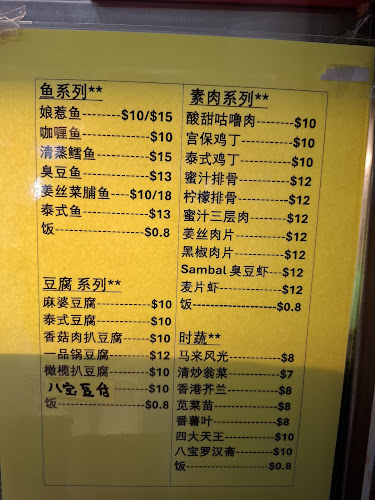 鱼系列**
娘惹鱼--------$10/$15
咖喱鱼-------------$10
清蒸鳕鱼----------$15
臭豆鱼-------------$13
姜丝菜脯鱼----$10/18
泰式鱼-------------$13
饭-----------------$0.8
豆腐 系列**
麻婆豆腐-----------$10
泰式豆腐-----------$10
香菇肉扒豆腐-----$10
一品锅豆腐--------$12
橄榄扒豆腐--------$10
八宝豆付 ------$10
饭-----------------$0.8
素肉系列**
酸甜咕噜肉--------$10
宫保鸡丁-----------$10
泰式鸡丁-----------$10
蜜汁排骨-----------$12
柠檬排骨-----------$12
蜜汁三层肉--------$12
姜丝肉片-----------$12
黑椒肉片-----------$12
Sambal 臭豆虾---$12
麦片虾--------------$12
饭------------------$0.8
时蔬**
马来风光-----------$8
清炒翁菜-----------$7
香港芥兰-----------$8
苋菜苗--------------$8
番薯叶--------------$8
四大天王-----------$10
八宝罗汉斋--------$10
饭-----------------$0.8